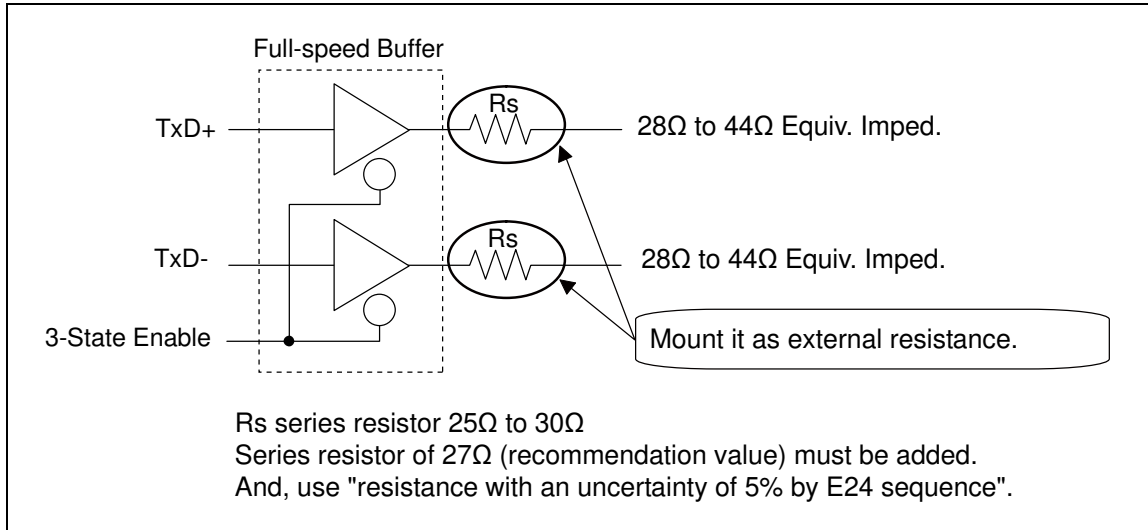 Full-speed Buffer
TxD+
Rs
28Ω to 44Ω Equiv. Imped.
TxD-
Rs
28Ω to 44Ω Equiv. Imped.
3-State Enable
Mount it as external resistance.
Rs series resistor 25Ω to 30Ω
Series resistor of 27Ω (recommendation value) must be added.
And, use "resistance with an uncertainty of 5% by E24 sequence".